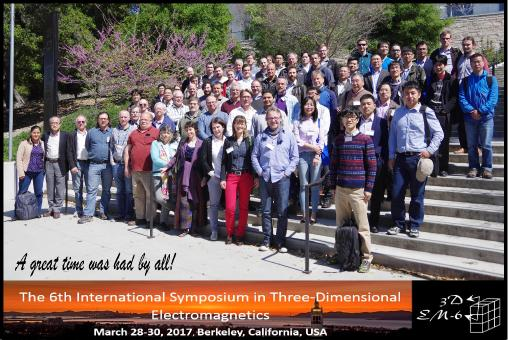 A great time was had by all!
The 6th International Symposium in Three-Dimensional
Electromagnetics
March 28-30, 2017, Berkeley, California, USA
3D
EM-6